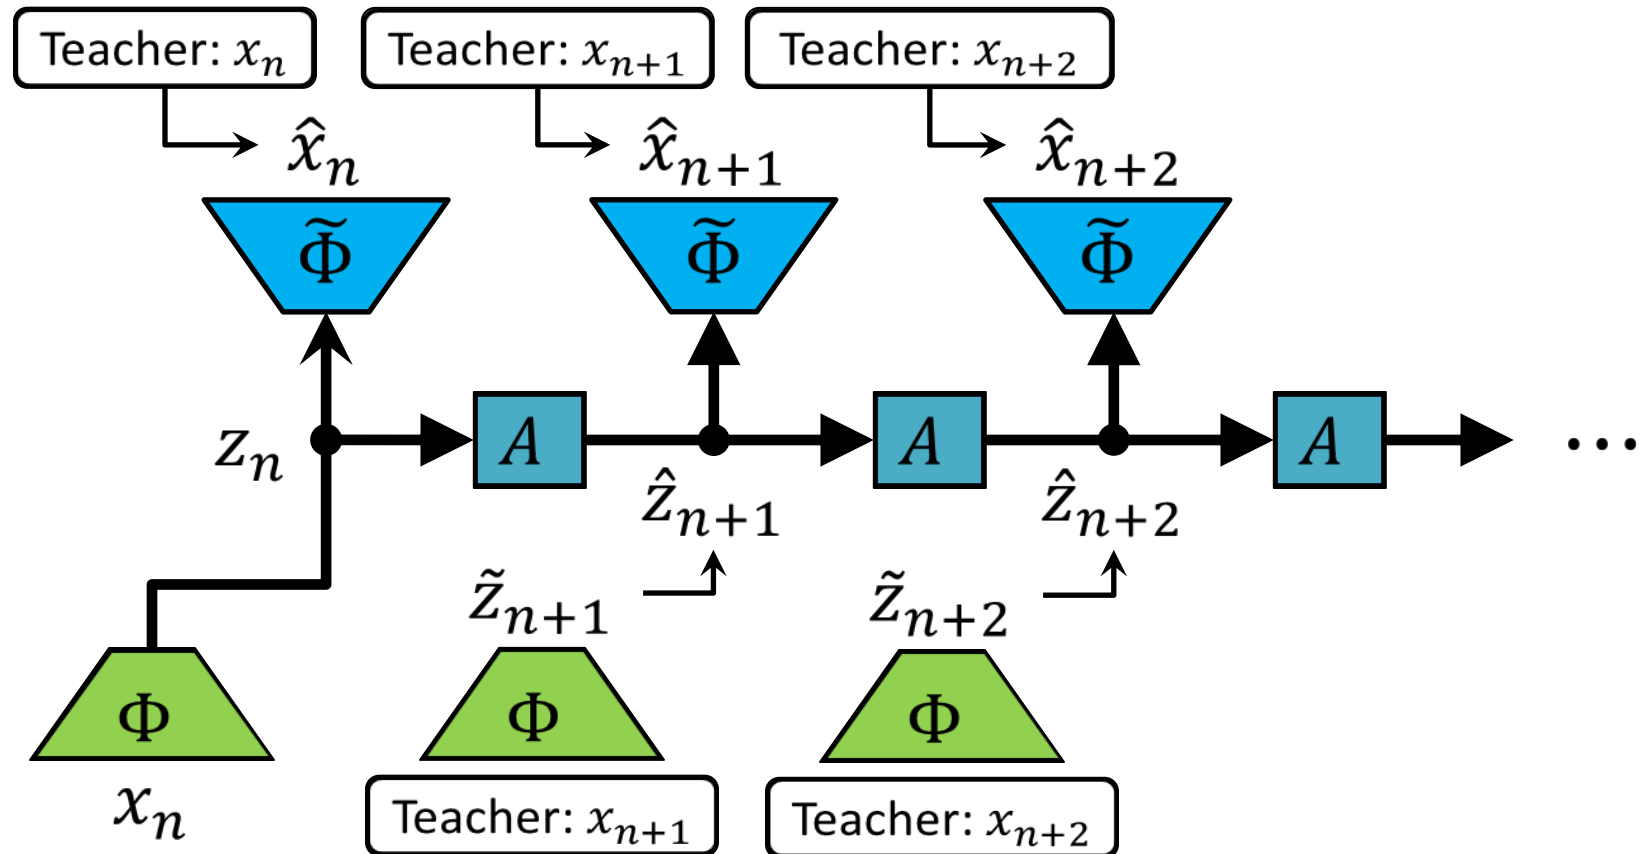 Teacher: xₙ Teacher: xₙ₊₁ Teacher: xₙ₊₂
x̂ₙ x̂ₙ₊₁ x̂ₙ₊₂
Φ̃ Φ̃ Φ̃
zₙ A A A ...
ẑₙ₊₁ ẑₙ₊₂
z̃ₙ₊₁ z̃ₙ₊₂
Φ Φ Φ
xₙ Teacher: xₙ₊₁ Teacher: xₙ₊₂